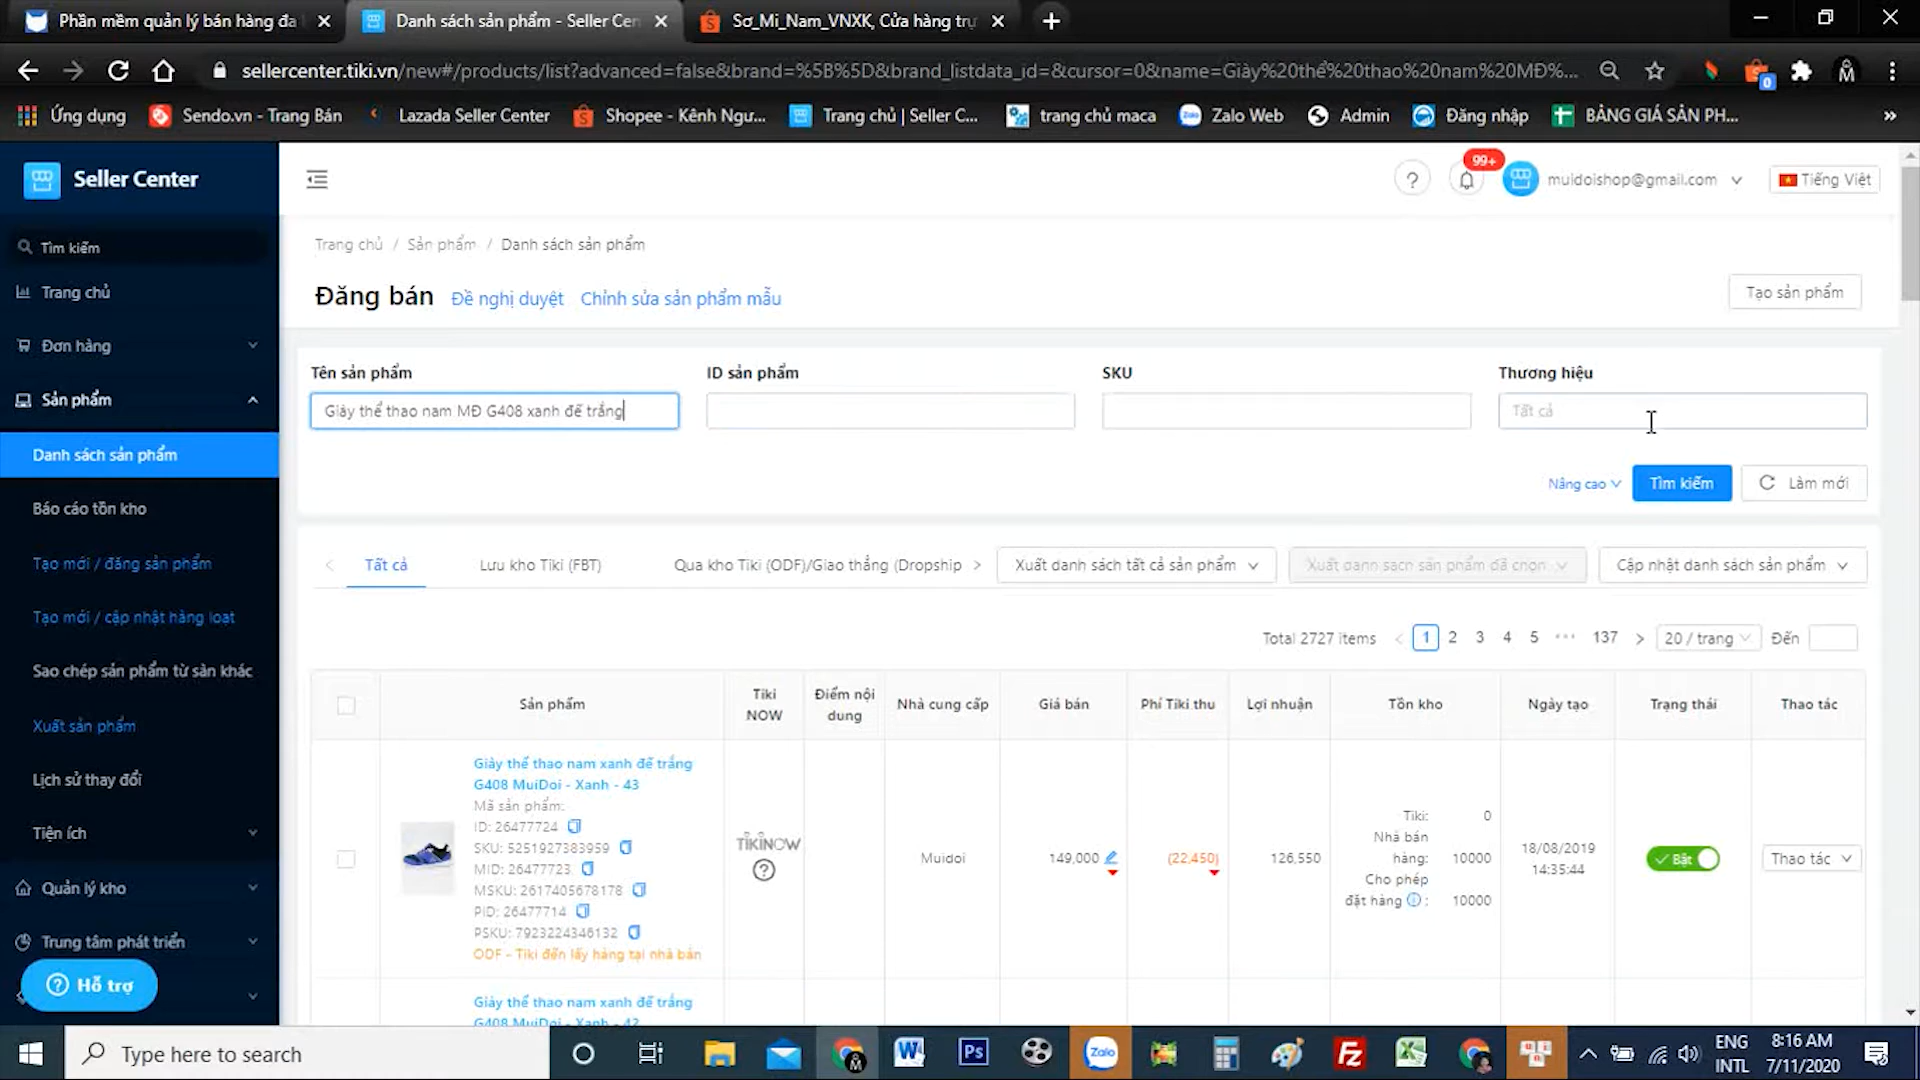 Phần mềm quản lý bán hàng đa
Danh sách sản phẩm - Seller Cen
Sơ_Mi_Nam_VNXK, Cửa hàng trự
sellercenter.tiki.vn/new#/products/list?advanced=false&brand=%5B%5D&brand_listdata_id=&cursor=0&name=Giày%20thể%20thao%20nam%20MĐ%...
0
Ứng dụng
Sendo.vn - Trang Bán
Lazada Seller Center
Shopee - Kênh Ngư...
Trang chủ | Seller C...
trang chủ maca
Zalo Web
Admin
Đăng nhập
BẢNG GIÁ SẢN PH...
»
Seller Center
99+
muidoishop@gmail.com
Tiếng Việt
Tìm kiếm
Trang chủ / Sản phẩm / Danh sách sản phẩm
Trang chủ
Đăng bán Đề nghị duyệt Chỉnh sửa sản phẩm mẫu
Tạo sản phẩm
Đơn hàng
Sản phẩm
Danh sách sản phẩm
Báo cáo tồn kho
Tạo mới / đăng sản phẩm
Tạo mới / cập nhật hàng loạt
Sao chép sản phẩm từ sàn khác
Xuất sản phẩm
Lịch sử thay đổi
Tiện ích
Quản lý kho
Trung tâm phát triển
Hỗ trợ
Tên sản phẩm
ID sản phẩm
SKU
Thương hiệu
Giày thể thao nam MĐ G408 xanh đế trắng
Tất cả
Nâng cao
Tìm kiếm
Làm mới
Tất cả
Lưu kho Tiki (FBT)
Qua kho Tiki (ODF)/Giao thẳng (Dropship
Xuất danh sách tất cả sản phẩm
Xuất danh sách sản phẩm đã chọn
Cập nhật danh sách sản phẩm
Total 2727 items < 1 2 3 4 5 ••• 137 > 20 / trang Đến
Sản phẩm
Tiki NOW
Điểm nội dung
Nhà cung cấp
Giá bán
Phí Tiki thu
Lợi nhuận
Tồn kho
Ngày tạo
Trạng thái
Thao tác
Giày thể thao nam xanh đế trắng
G408 MuiDoi - Xanh - 43
Mã sản phẩm:
ID: 26477724
SKU: 5251927383959
MID: 26477723
MSKU: 2617405678178
PID: 26477714
PSKU: 7923224346132
ODF - Tiki đến lấy hàng tại nhà bán
TIKINOW
Muidoi
149,000
(22,450)
126,550
Tiki: 0
Nhà bán
hàng: 10000
Cho phép
đặt hàng : 10000
18/08/2019
14:35:44
Bật
Thao tác
Giày thể thao nam xanh đế trắng
G408 MuiDoi - Xanh - 42
Type here to search
Zalo
ENG
INTL
8:16 AM
7/11/2020